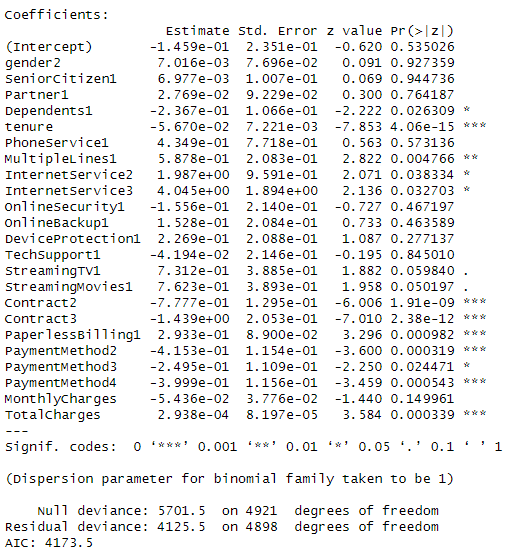 Coefficients:
                    Estimate Std. Error z value Pr(>|z|)
(Intercept)       -1.459e-01  2.351e-01  -0.620 0.535026
gender2            7.016e-03  7.696e-02   0.091 0.927359
SeniorCitizen1     6.977e-03  1.007e-01   0.069 0.944736
Partner1           2.769e-02  9.229e-02   0.300 0.764187
Dependents1       -2.367e-01  1.066e-01  -2.222 0.026309 *
tenure            -5.670e-02  7.221e-03  -7.853 4.06e-15 ***
PhoneService1      4.349e-01  7.718e-01   0.563 0.573136
MultipleLines1     5.878e-01  2.083e-01   2.822 0.004766 **
InternetService2   1.987e+00  9.591e-01   2.071 0.038334 *
InternetService3   4.045e+00  1.894e+00   2.136 0.032703 *
OnlineSecurity1   -1.556e-01  2.140e-01  -0.727 0.467197
OnlineBackup1      1.528e-01  2.084e-01   0.733 0.463589
DeviceProtection1  2.269e-01  2.088e-01   1.087 0.277137
TechSupport1      -4.194e-02  2.146e-01  -0.195 0.845010
StreamingTV1       7.312e-01  3.885e-01   1.882 0.059840 .
StreamingMovies1   7.623e-01  3.893e-01   1.958 0.050197 .
Contract2         -7.777e-01  1.295e-01  -6.006 1.91e-09 ***
Contract3         -1.439e+00  2.053e-01  -7.010 2.38e-12 ***
PaperlessBilling1  2.933e-01  8.900e-02   3.296 0.000982 ***
PaymentMethod2    -4.153e-01  1.154e-01  -3.600 0.000319 ***
PaymentMethod3    -2.495e-01  1.109e-01  -2.250 0.024471 *
PaymentMethod4    -3.999e-01  1.156e-01  -3.459 0.000543 ***
MonthlyCharges    -5.436e-02  3.776e-02  -1.440 0.149961
TotalCharges       2.938e-04  8.197e-05   3.584 0.000339 ***
---
Signif. codes:  0 ‘***’ 0.001 ‘**’ 0.01 ‘*’ 0.05 ‘.’ 0.1 ‘ ’ 1
(Dispersion parameter for binomial family taken to be 1)
    Null deviance: 5701.5  on 4921  degrees of freedom
Residual deviance: 4125.5  on 4898  degrees of freedom
AIC: 4173.5